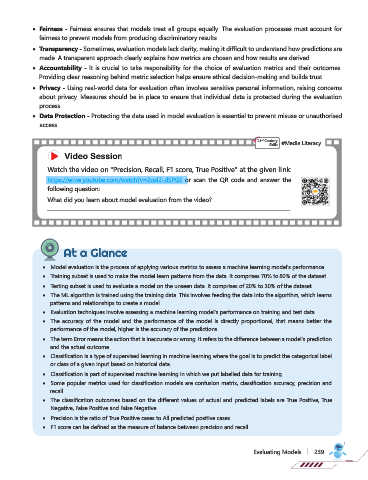 • Fairness - Fairness ensures that models treat all groups equally. The evaluation processes must account for
fairness to prevent models from producing discriminatory results.
• Transparency - Sometimes, evaluation models lack clarity, making it difficult to understand how predictions are
made. A transparent approach clearly explains how metrics are chosen and how results are derived.
• Accountability - It is crucial to take responsibility for the choice of evaluation metrics and their outcomes.
Providing clear reasoning behind metric selection helps ensure ethical decision-making and builds trust.
• Privacy - Using real-world data for evaluation often involves sensitive personal information, raising concerns
about privacy. Measures should be in place to ensure that individual data is protected during the evaluation
process.
• Data Protection - Protecting the data used in model evaluation is essential to prevent misuse or unauthorised
access.
21st Century
Skills
#Media Literacy
Video Session
Watch the video on "Precision, Recall, F1 score, True Positive" at the given link:
or scan the QR code and answer the
following question:
What did you learn about model evaluation from the video?
At a Glance
• Model evaluation is the process of applying various metrics to assess a machine learning model's performance.
• Training subset is used to make the model learn patterns from the data. It comprises 70% to 80% of the dataset.
• Testing subset is used to evaluate a model on the unseen data. It comprises of 20% to 30% of the dataset.
• The ML algorithm is trained using the training data. This involves feeding the data into the algorithm, which learns
patterns and relationships to create a model.
• Evaluation techniques involve assessing a machine learning model's performance on training and test data.
• The accuracy of the model and the performance of the model is directly proportional, that means better the
performance of the model, higher is the accuracy of the predictions.
• The term Error means the action that is inaccurate or wrong. It refers to the difference between a model's prediction
and the actual outcome.
• Classification is a type of supervised learning in machine learning where the goal is to predict the categorical label
or class of a given input based on historical data.
• Classification is part of supervised machine learning in which we put labelled data for training.
• Some popular metrics used for classification models are confusion matrix, classification accuracy, precision and
recall.
• The classification outcomes based on the different values of actual and predicted labels are True Positive, True
Negative, False Positive and False Negative.
• Precision is the ratio of True Positive cases to All predicted positive cases.
• F1 score can be defined as the measure of balance between precision and recall.
Evaluating Models | 259